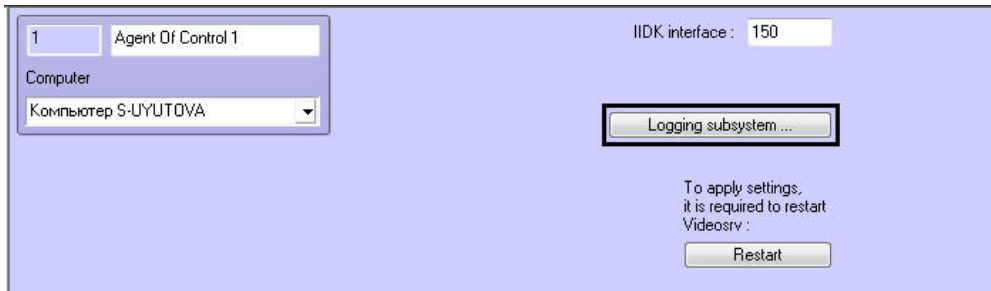 1
Agent Of Control 1
Computer
Компьютер S-UYUTOVA
IIDK interface : 150
Logging subsystem ...
To apply settings,
it is required to restart
Videosrv :
Restart